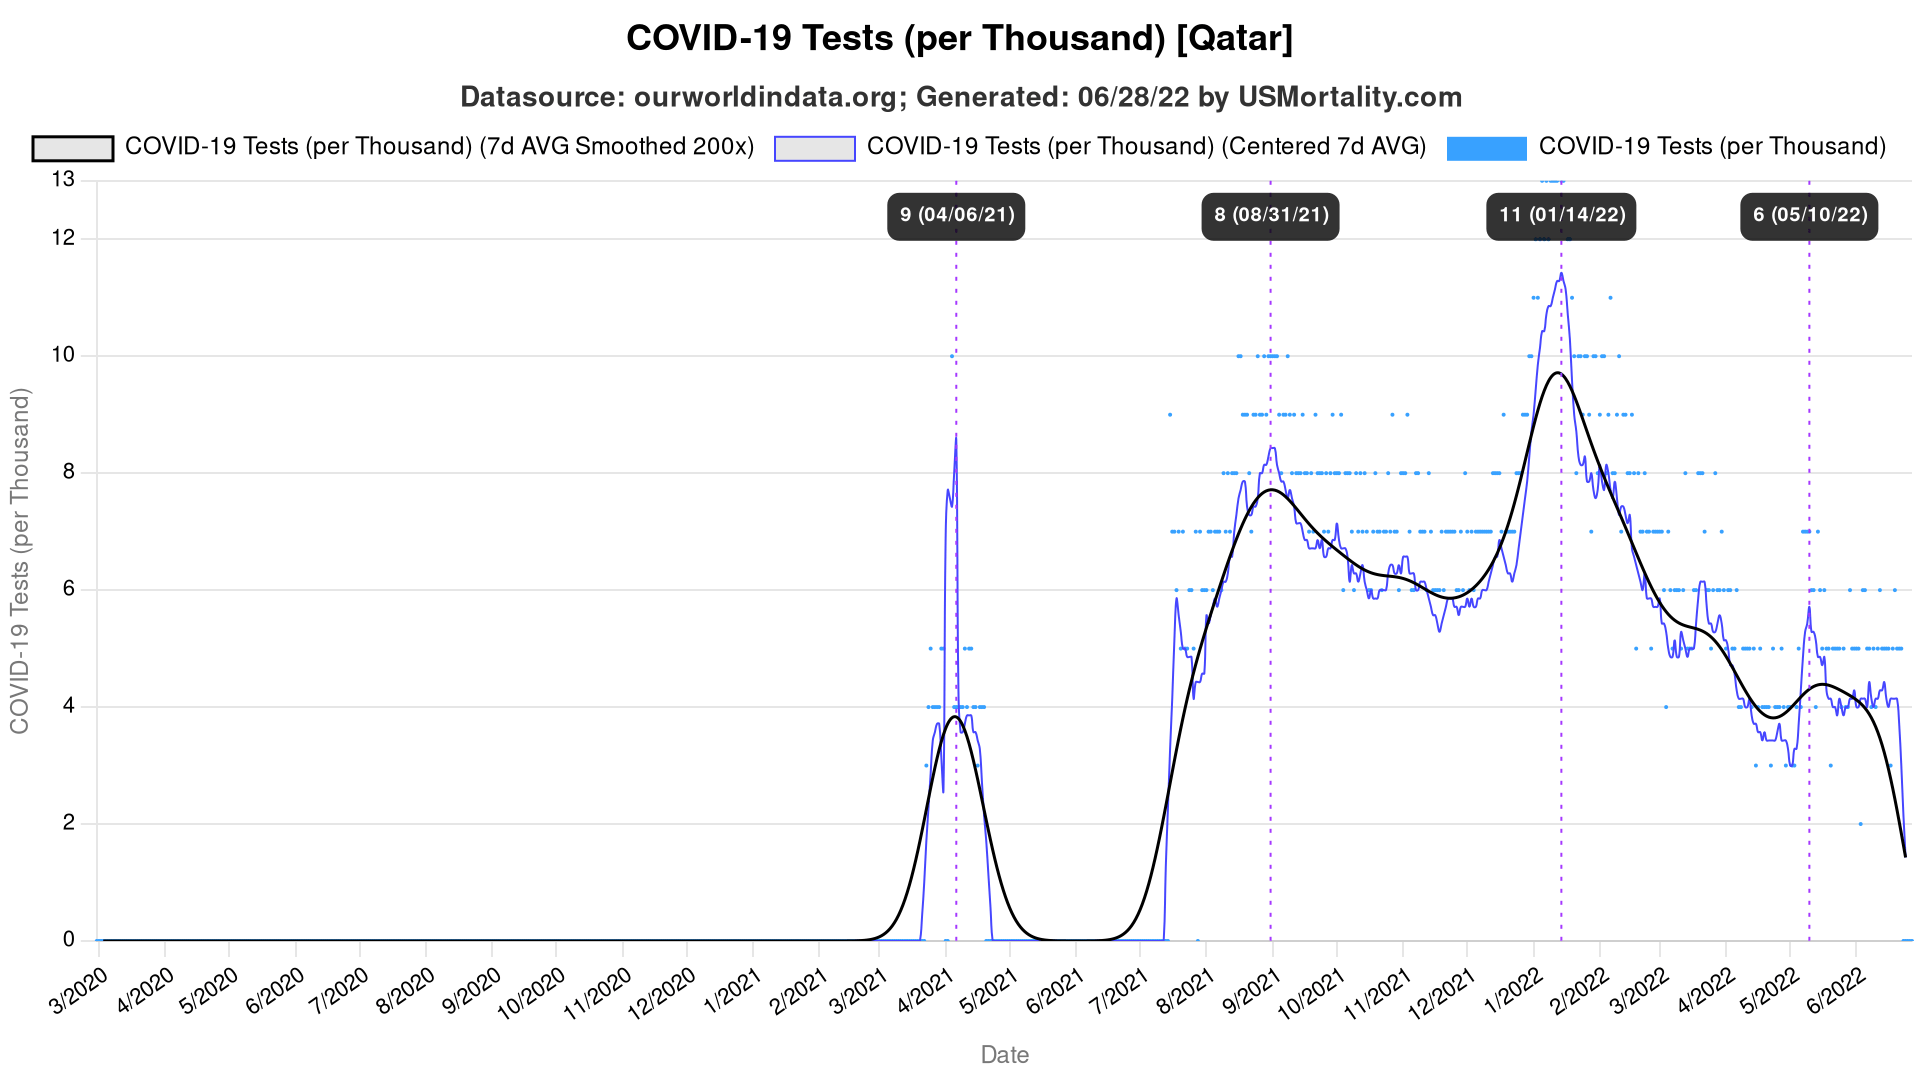 COVID-19 Tests (per Thousand) [Qatar]
Datasource: ourworldindata.org; Generated: 06/28/22 by USMortality.com
COVID-19 Tests (per Thousand) (7d AVG Smoothed 200x) COVID-19 Tests (per Thousand) (Centered 7d AVG) COVID-19 Tests (per Thousand)
13
9 (04/06/21) 8 (08/31/21) 11 (01/14/22) 6 (05/10/22)
12
10
8
6
4
2
0
COVID-19 Tests (per Thousand)
3/2020 4/2020 5/2020 6/2020 7/2020 8/2020 9/2020 10/2020 11/2020 12/2020 1/2021 2/2021 3/2021 4/2021 5/2021 6/2021 7/2021 8/2021 9/2021 10/2021 11/2021 12/2021 1/2022 2/2022 3/2022 4/2022 5/2022 6/2022
Date